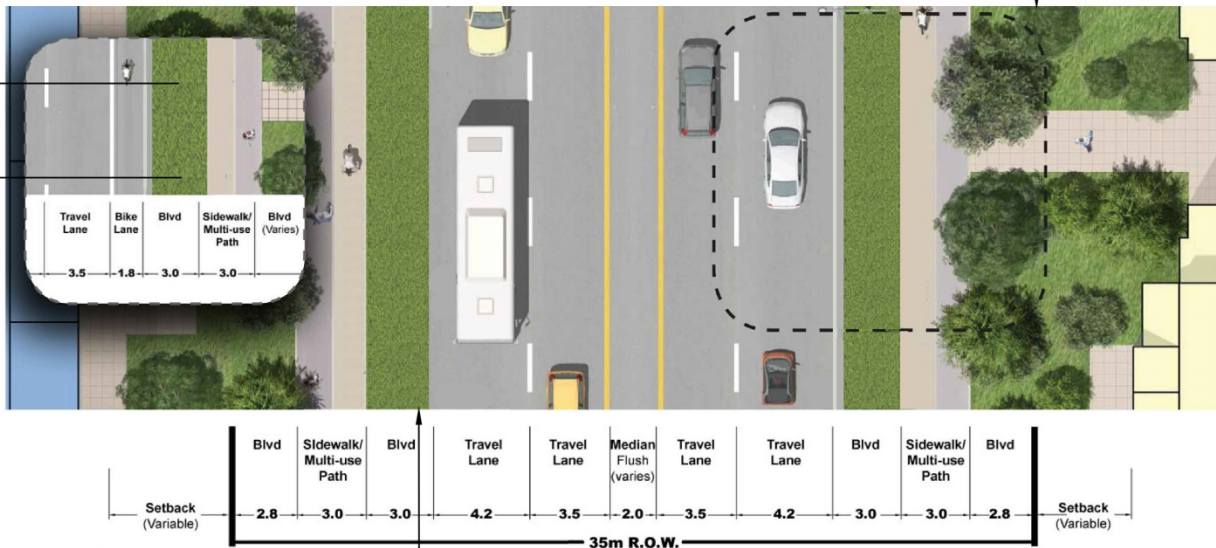 Travel
Lane
Bike
Lane
Blvd
Sidewalk/
Multi-use
Path
Blvd
(Varies)
3.5
1.8
3.0
3.0
Blvd
Sidewalk/
Multi-use
Path
Blvd
Travel
Lane
Travel
Lane
Median
Flush
(varies)
Travel
Lane
Travel
Lane
Blvd
Sidewalk/
Multi-use
Path
Blvd
Setback
(Variable)
2.8
3.0
3.0
4.2
3.5
2.0
3.5
4.2
3.0
3.0
2.8
Setback
(Variable)
35m R.O.W.